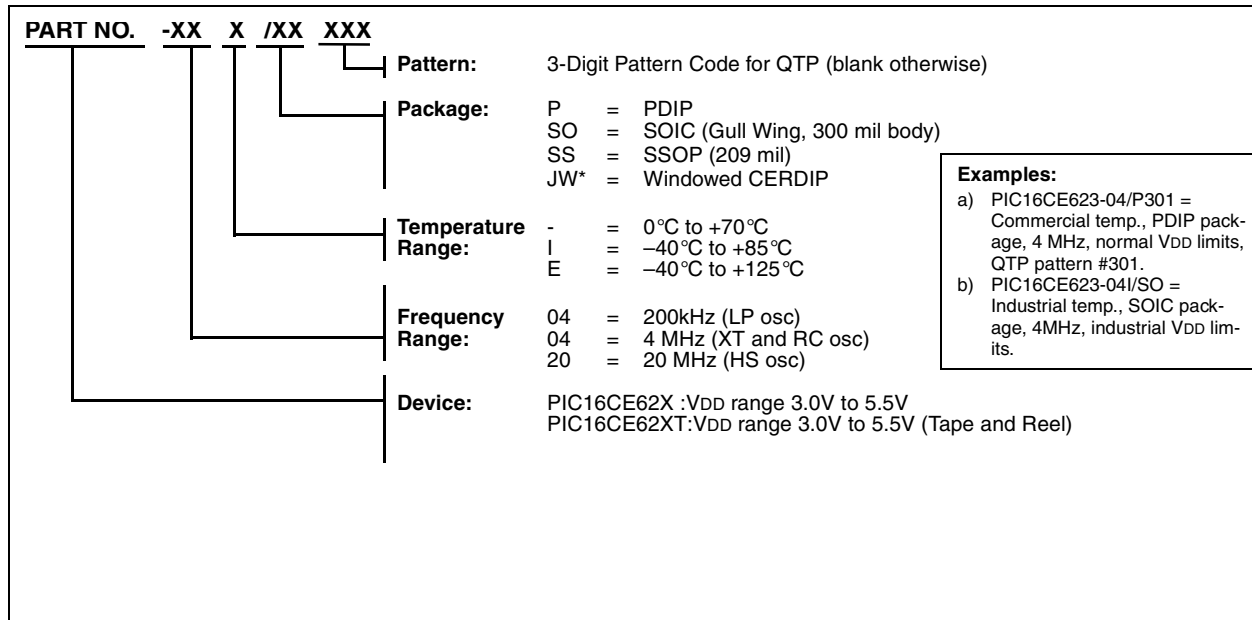 PART NO. -XX X /XX XXX
Pattern: 3-Digit Pattern Code for QTP (blank otherwise)
Package: P = PDIP
SO = SOIC (Gull Wing, 300 mil body)
SS = SSOP (209 mil)
JW* = Windowed CERDIP
Temperature Range: - = 0°C to +70°C
I = –40°C to +85°C
E = –40°C to +125°C
Frequency Range: 04 = 200kHz (LP osc)
04 = 4 MHz (XT and RC osc)
20 = 20 MHz (HS osc)
Device: PIC16CE62X :VDD range 3.0V to 5.5V
PIC16CE62XT:VDD range 3.0V to 5.5V (Tape and Reel)
Examples:
a) PIC16CE623-04/P301 =
Commercial temp., PDIP pack-
age, 4 MHz, normal VDD limits,
QTP pattern #301.
b) PIC16CE623-04I/SO =
Industrial temp., SOIC pack-
age, 4MHz, industrial VDD lim-
its.